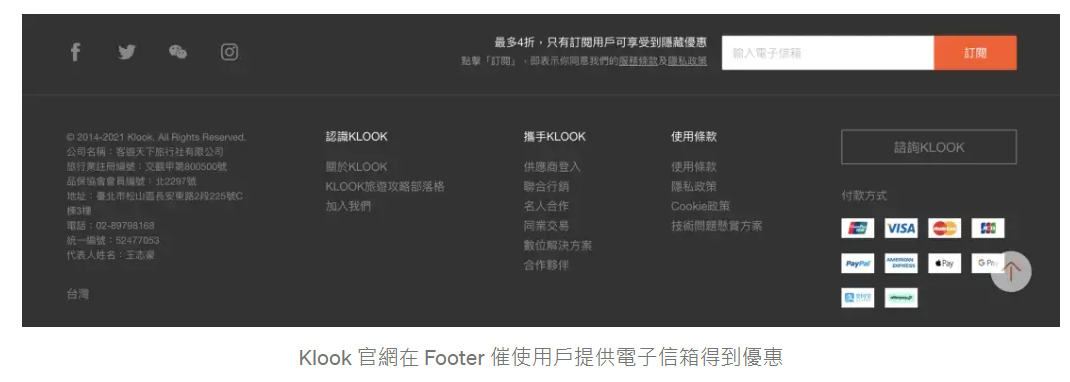 最多4折，只有訂閱用戶可享受到隱藏優惠
點擊「訂閱」，即表示你同意我們的服務條款及隱私政策
輸入電子信箱
訂閱
© 2014-2021 Klook. All Rights Reserved.
公司名稱：客遊天下旅行社有限公司
旅行業註冊編號：交觀甲第800500號
品保協會會員編號：北2297號
地址：臺北市松山區長安東路2段225號C
棟3樓
電話：02-89798168
統一編號：52477053
代表人姓名：王志豪
台灣
認識KLOOK
關於KLOOK
KLOOK旅遊攻略部落格
加入我們
攜手KLOOK
供應商登入
聯合行銷
名人合作
同業交易
數位解決方案
合作夥伴
使用條款
使用條款
隱私政策
Cookie政策
技術問題懸賞方案
諮詢KLOOK
付款方式
UnionPay
VISA
MasterCard
JCB
PayPal
AMERICAN EXPRESS
Pay
G Pay
支付宝
afterpay
Klook 官網在 Footer 催使用戶提供電子信箱得到優惠